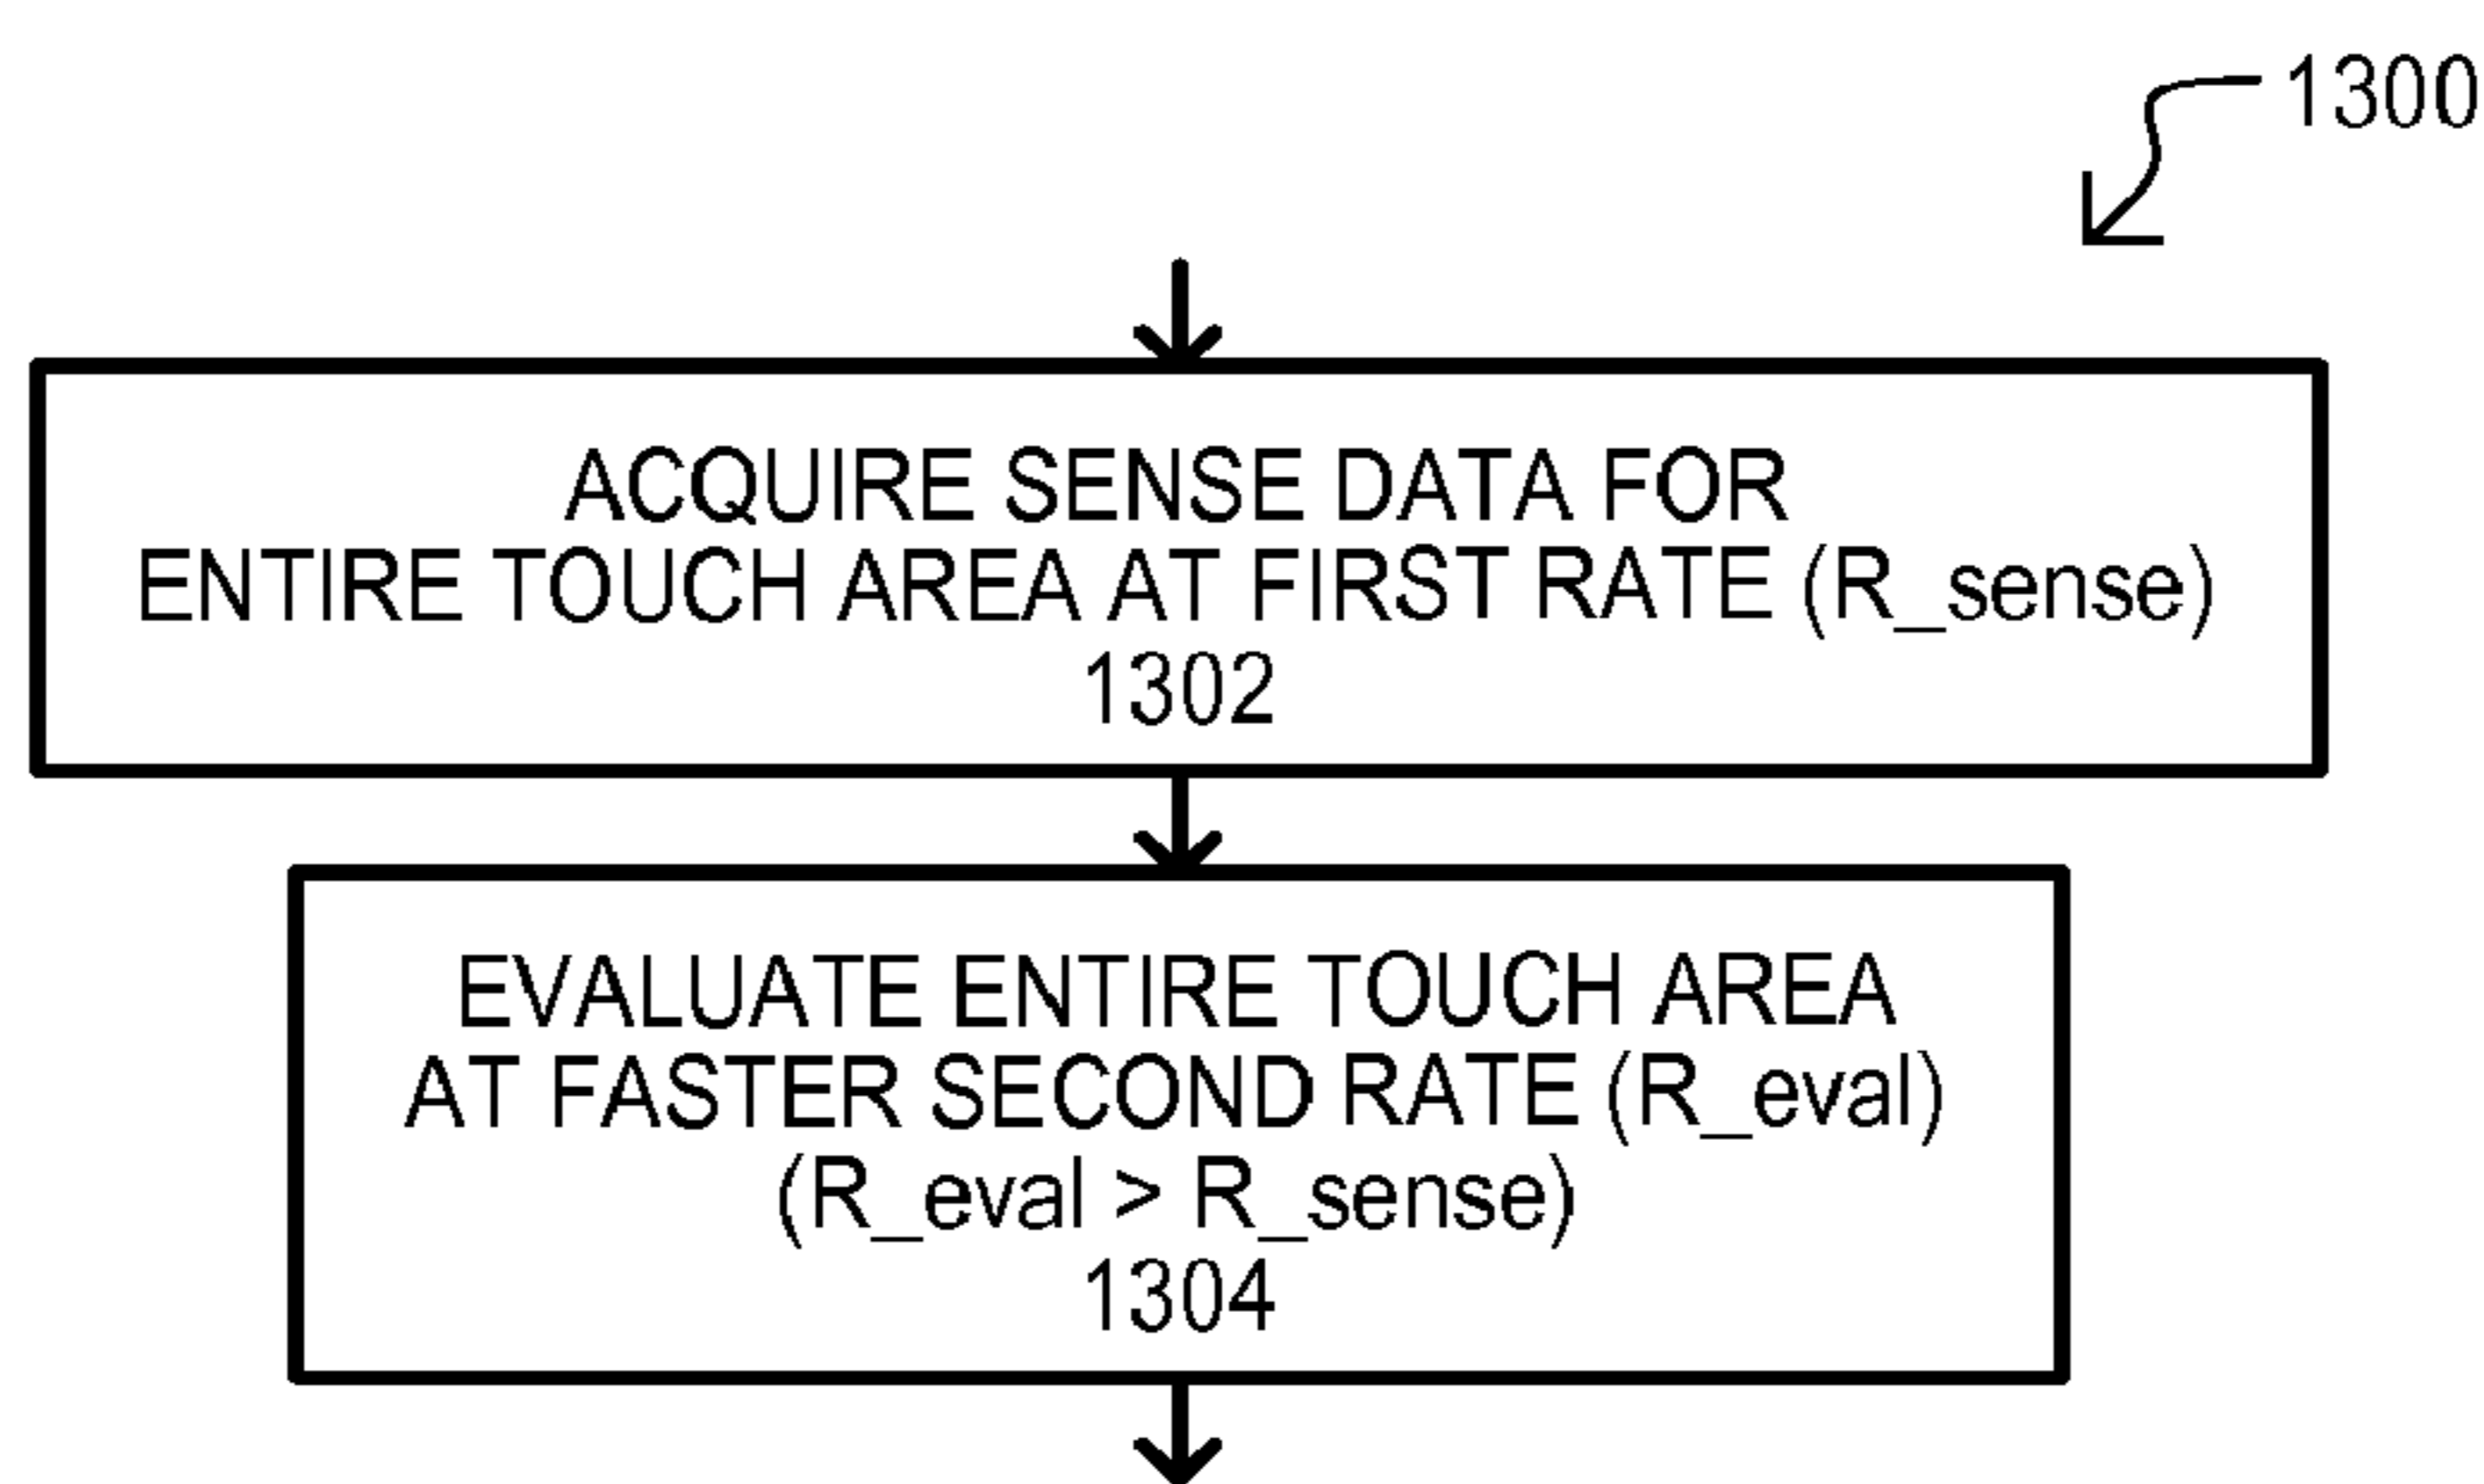 1300
ACQUIRE SENSE DATA FOR
ENTIRE TOUCH AREA AT FIRST RATE (R_sense)
1302
EVALUATE ENTIRE TOUCH AREA
AT FASTER SECOND RATE (R_eval)
(R_eval > R_sense)
1304